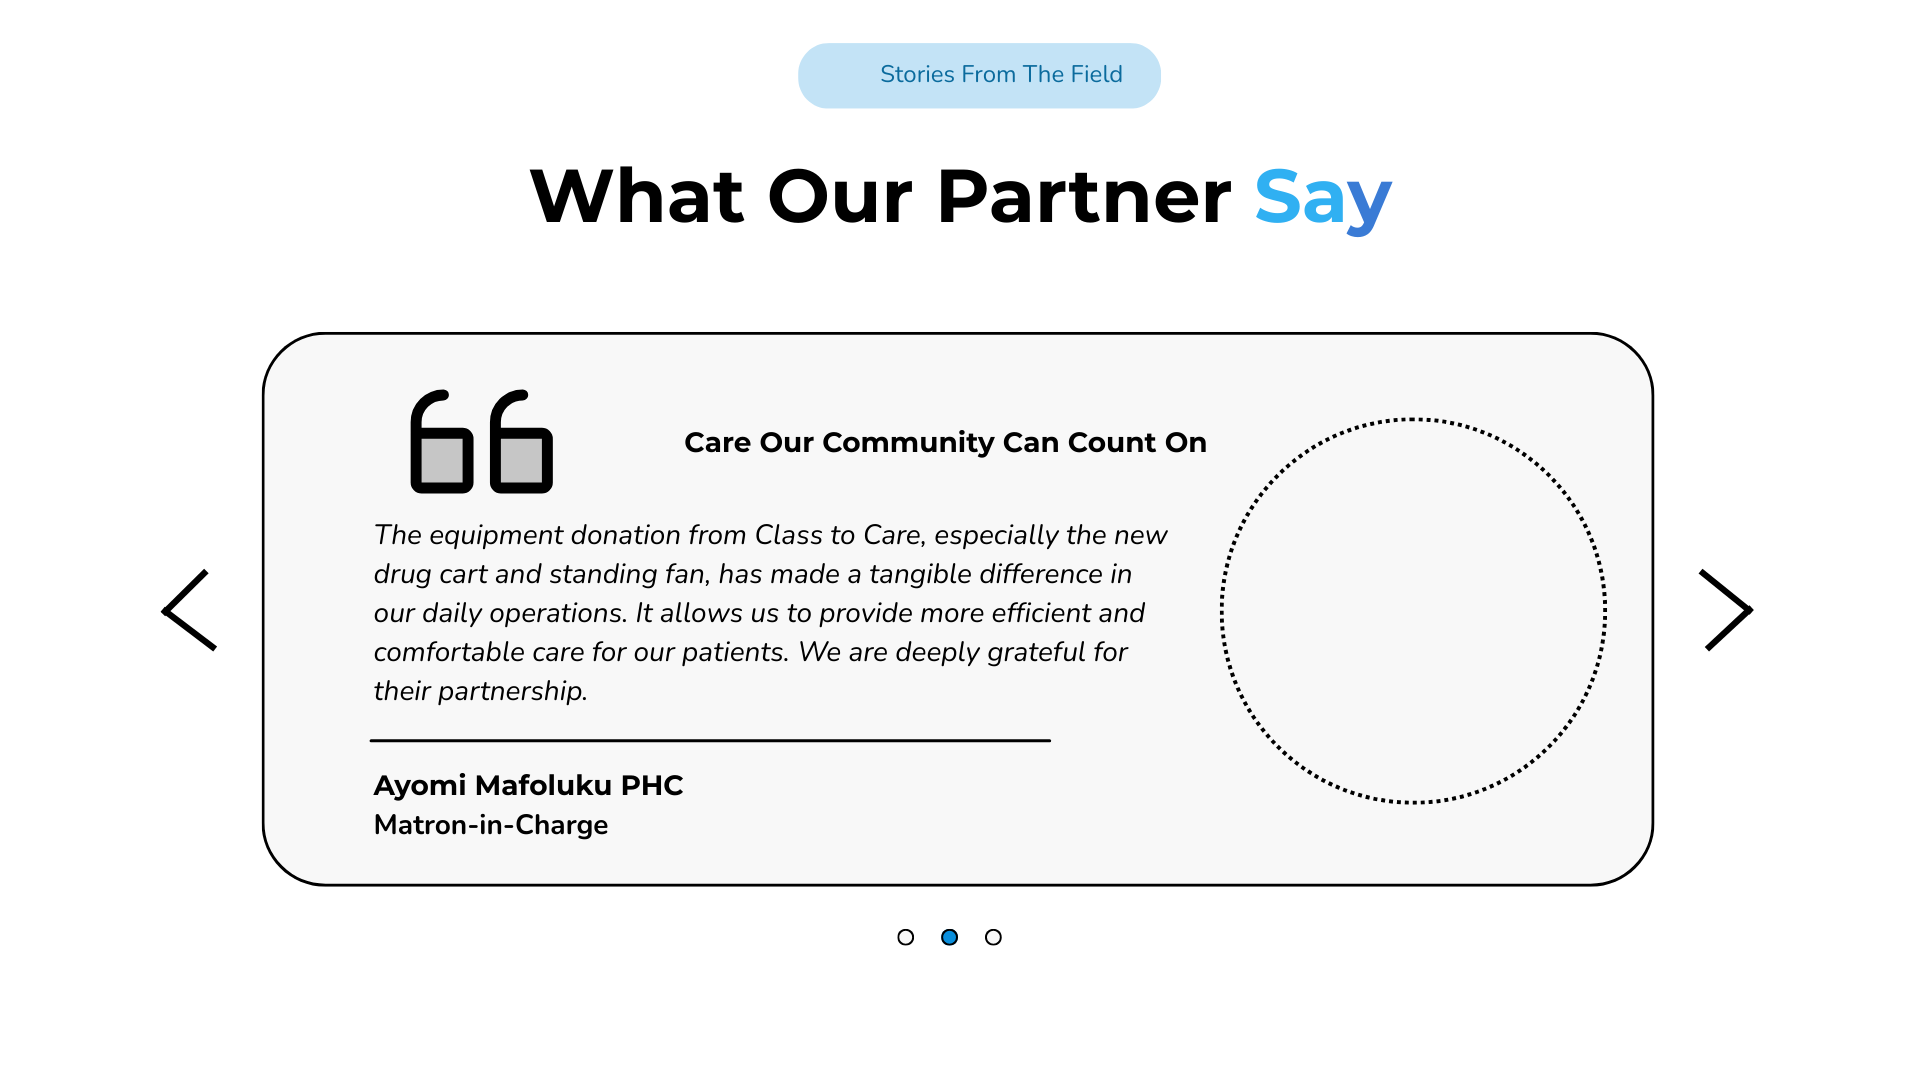 Stories From The Field
What Our Partner Say
Care Our Community Can Count On
The equipment donation from Class to Care, especially the new
drug cart and standing fan, has made a tangible difference in
our daily operations. It allows us to provide more efficient and
comfortable care for our patients. We are deeply grateful for
their partnership.
Ayomi Mafoluku PHC
Matron-in-Charge